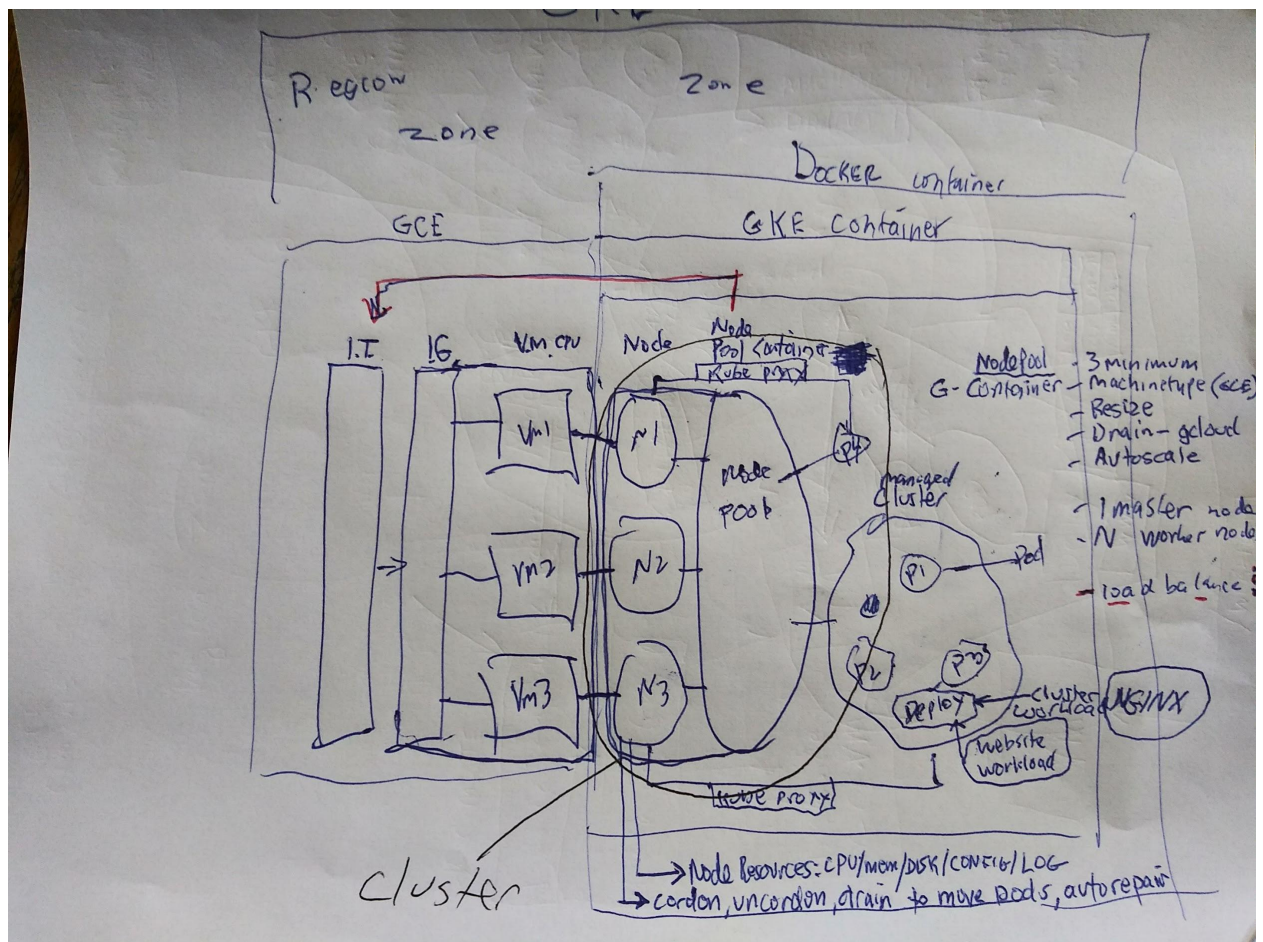 GKE
Region
zone
zone
DOCKER container
GCE
GKE container
I.T
IG
V.M. CPU
Node
Node
Pool Container
Kube proxy
Nodepool
G-Container
- 3 minimum
- machinetype (GCE)
- Resize
- Drain-gcloud
- Autoscale
- 1 master node
- N worker node
- load balance
Vm1
N1
Node
pool
P4
managed
cluster
P1
Pod
Vm2
N2
P2
P3
Vm3
N3
Deploy
cluster
workload
NGINX
website
workload
Kube proxy
cluster
Node Resources: CPU/mem/DISK/CONFIG/LOG
cordon, uncordon, drain to move pods, autorepair